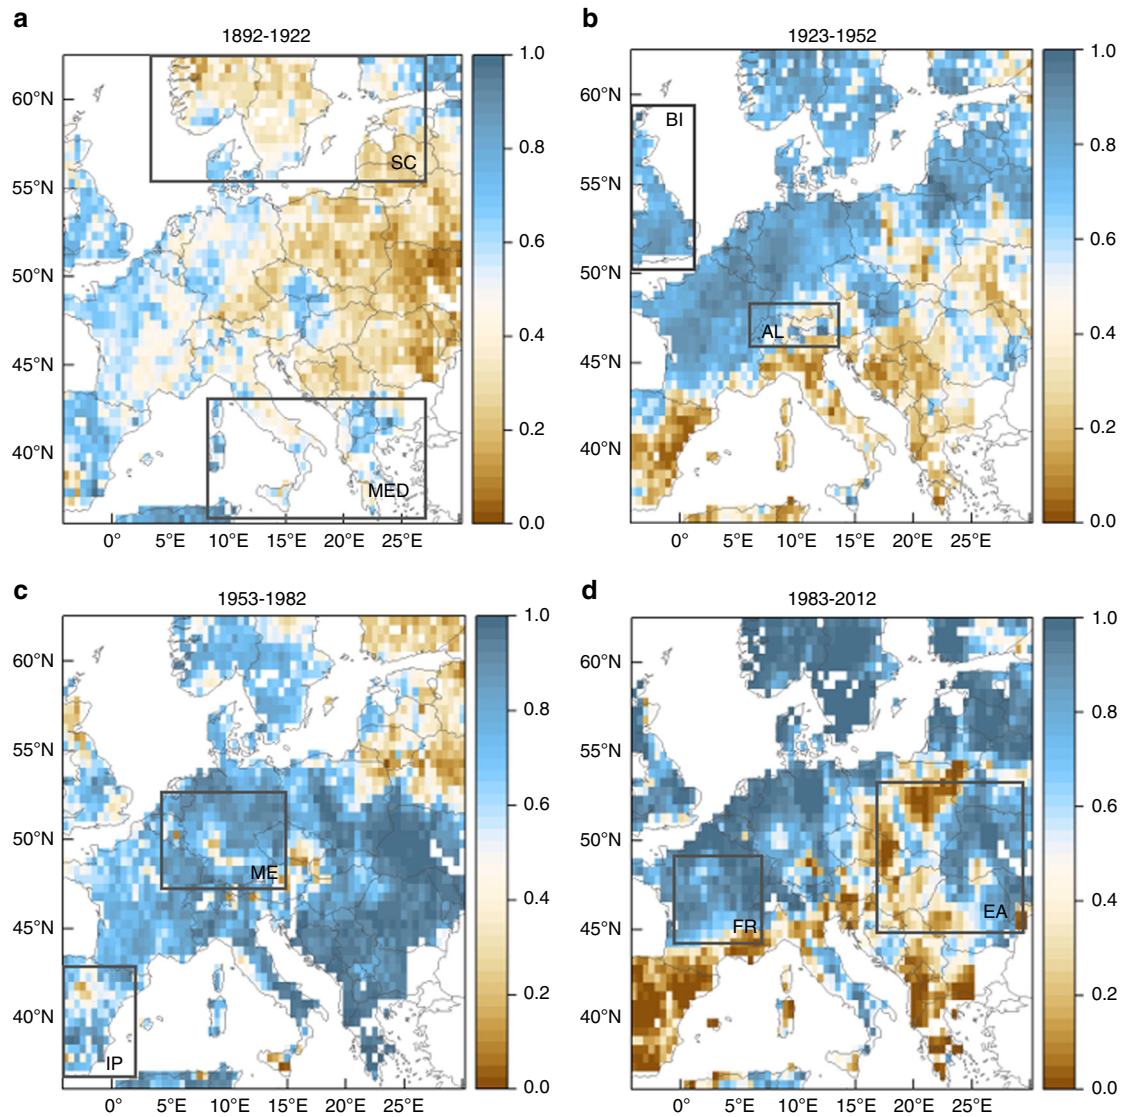 a
1892-1922
60°N
55°N
50°N
45°N
40°N
0°
5°E
10°E
15°E
20°E
25°E
SC
MED
1.0
0.8
0.6
0.4
0.2
0.0
b
1923-1952
60°N
55°N
50°N
45°N
40°N
0°
5°E
10°E
15°E
20°E
25°E
BI
AL
1.0
0.8
0.6
0.4
0.2
0.0
c
1953-1982
60°N
55°N
50°N
45°N
40°N
0°
5°E
10°E
15°E
20°E
25°E
ME
IP
1.0
0.8
0.6
0.4
0.2
0.0
d
1983-2012
60°N
55°N
50°N
45°N
40°N
0°
5°E
10°E
15°E
20°E
25°E
EA
FR
1.0
0.8
0.6
0.4
0.2
0.0